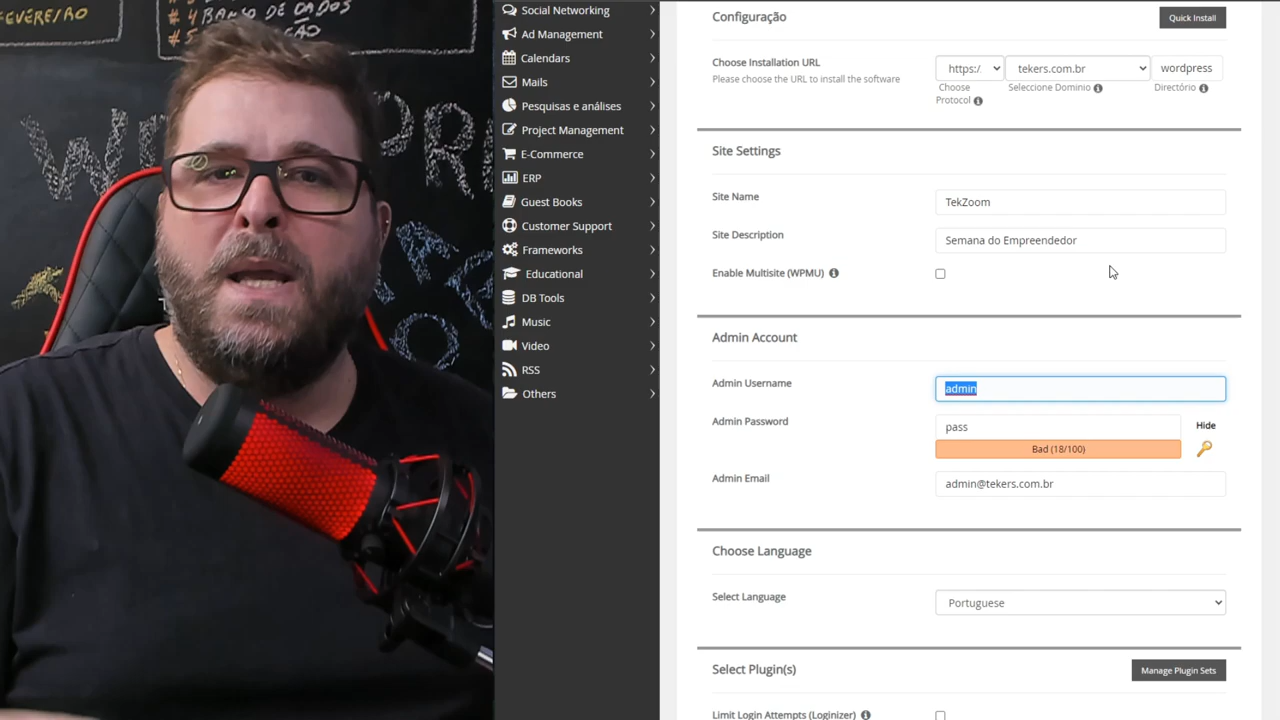 FEVEREIRO
#4 BANCO DE DADOS
#5
Social Networking
Ad Management
Calendars
Mails
Pesquisas e análises
Project Management
E-Commerce
ERP
Guest Books
Customer Support
Frameworks
Educational
DB Tools
Music
Video
RSS
Others
Configuração
Quick Install
Choose Installation URL
Please choose the URL to install the software
https:/
tekers.com.br
wordpress
Choose
Protocol
Seleccione Dominio
Directório
Site Settings
Site Name
TekZoom
Site Description
Semana do Empreendedor
Enable Multisite (WPMU)
Admin Account
Admin Username
admin
Admin Password
pass
Hide
Bad (18/100)
Admin Email
admin@tekers.com.br
Choose Language
Select Language
Portuguese
Select Plugin(s)
Manage Plugin Sets
Limit Login Attempts (Loginizer)